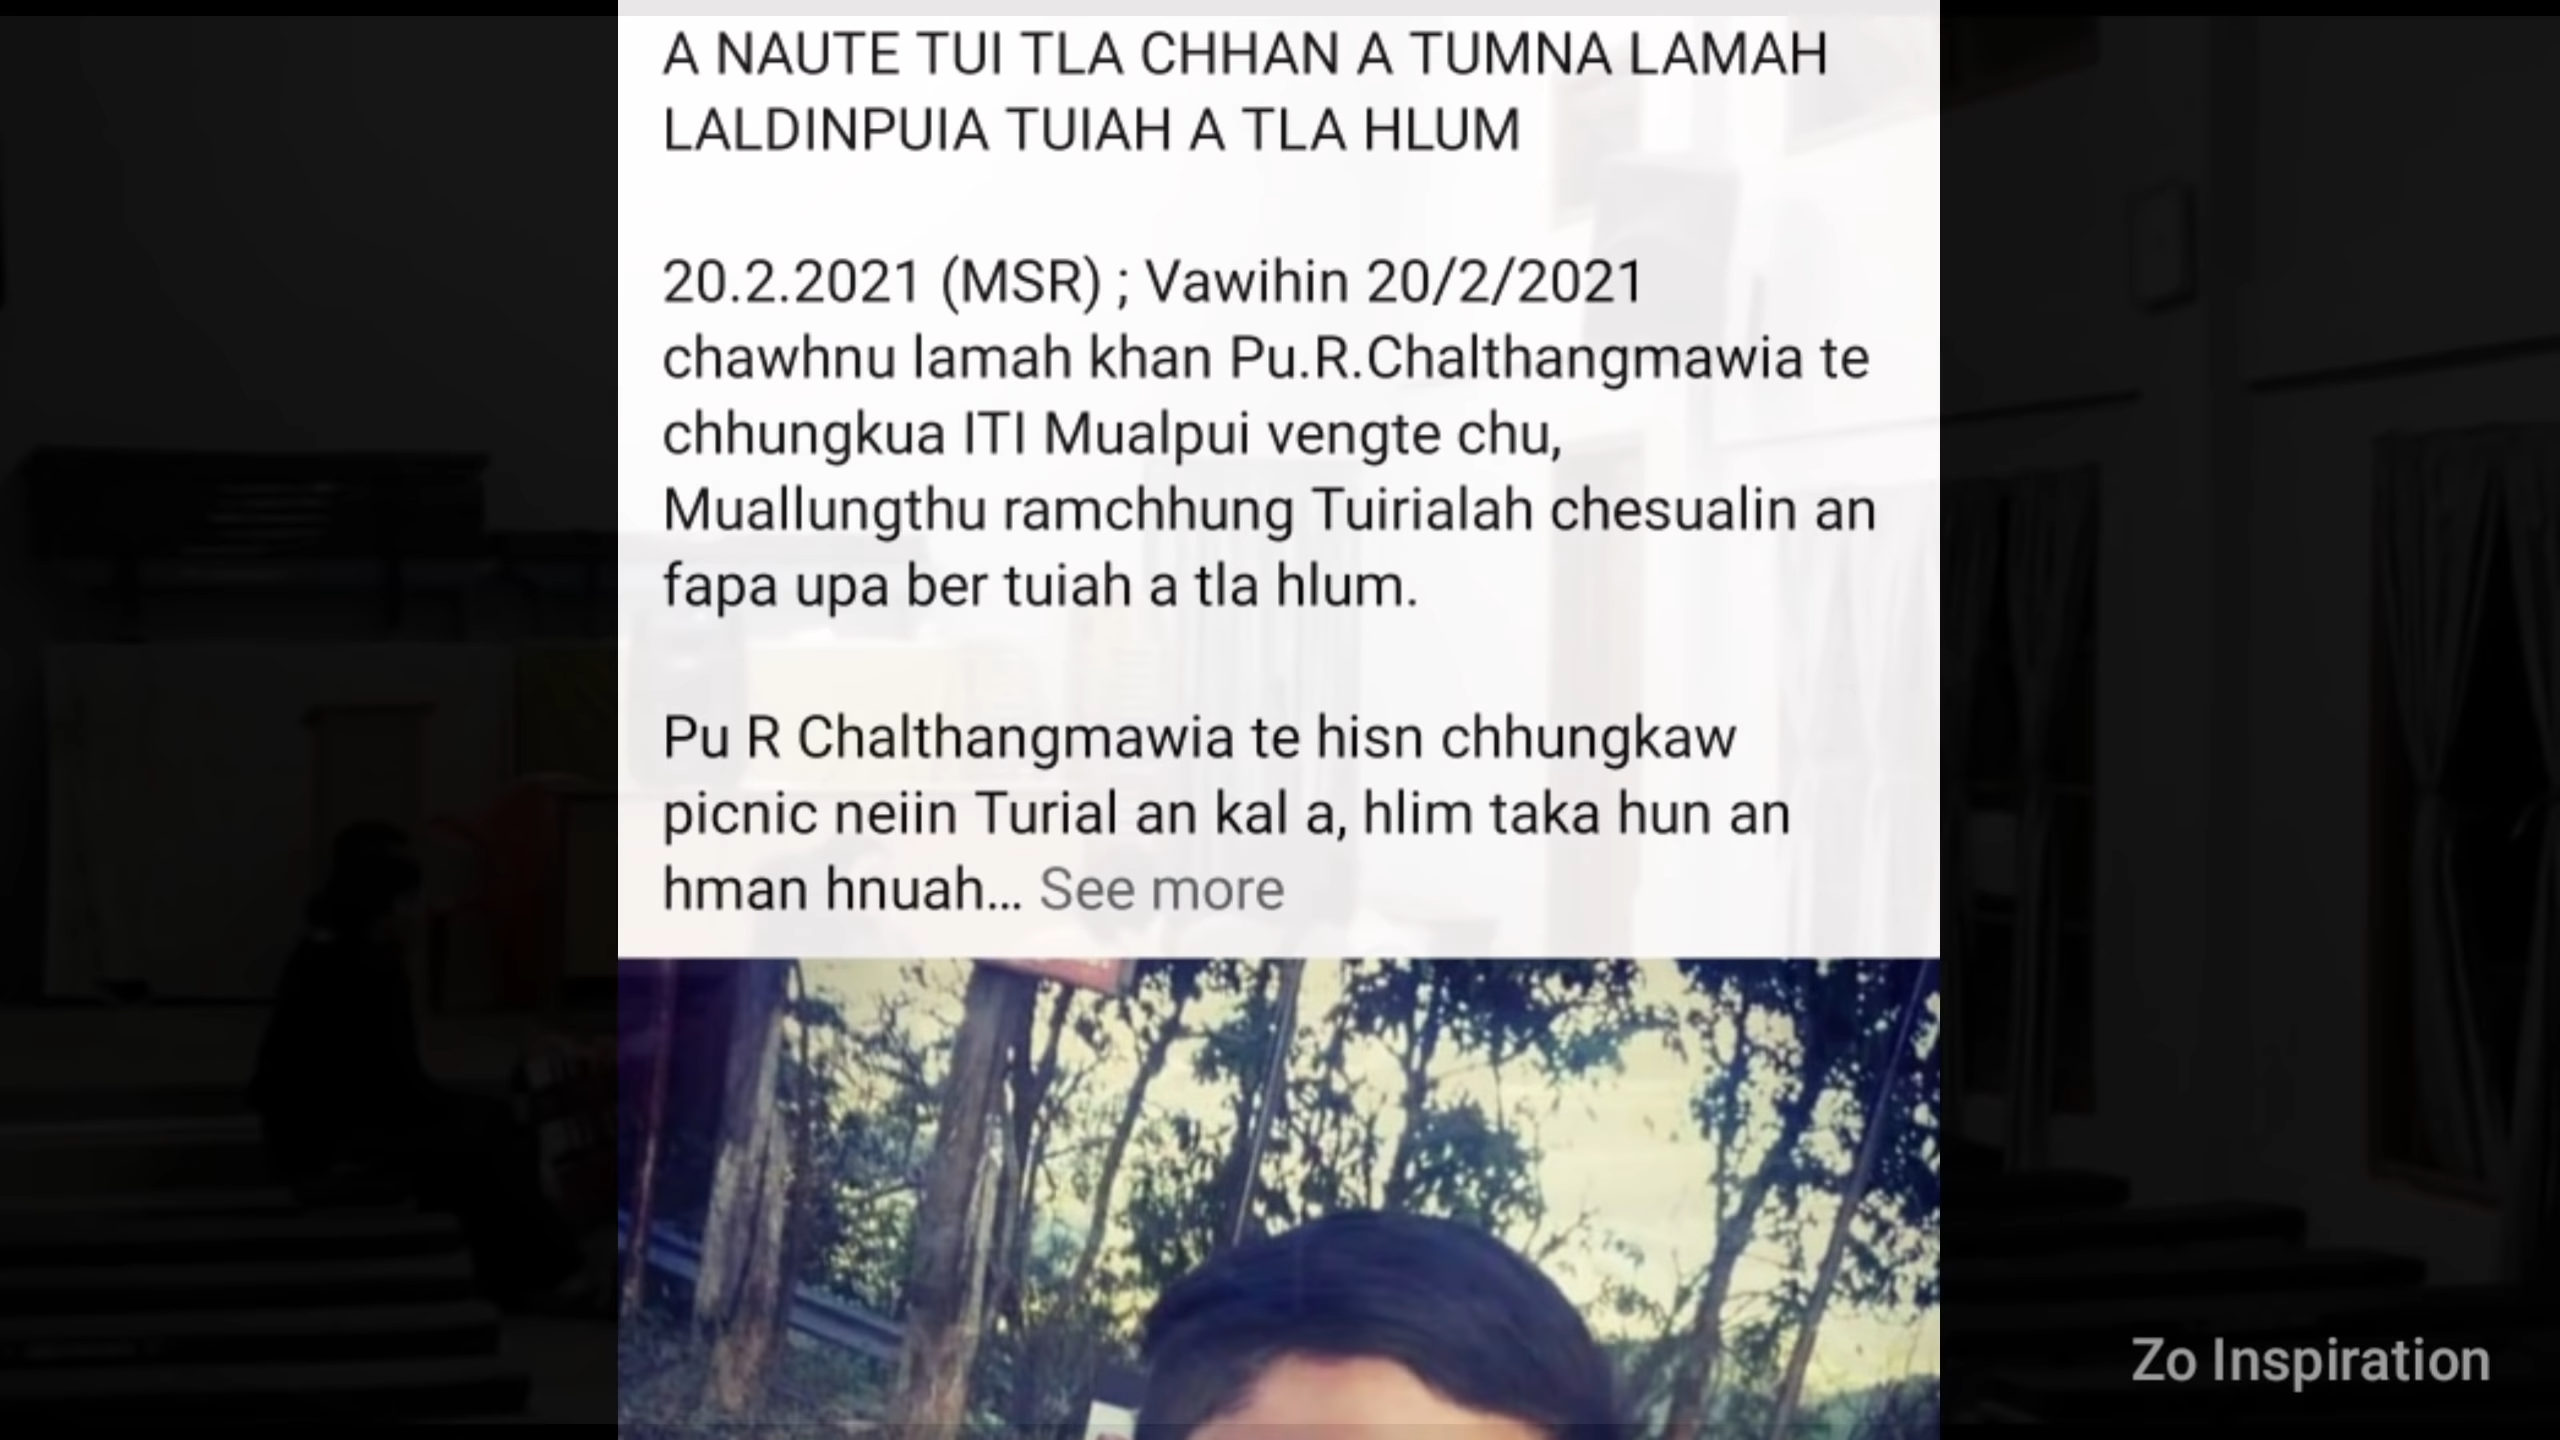 A NAUTE TUI TLA CHHAN A TUMNA LAMAH
LALDINPUIA TUIAH A TLA HLUM
20.2.2021 (MSR) ; Vawihin 20/2/2021
chawhnu lamah khan Pu.R.Chalthangmawia te
chhungkua ITI Mualpui vengte chu,
Muallungthu ramchhung Tuirialah chesualin an
fapa upa ber tuiah a tla hlum.
Pu R Chalthangmawia te hisn chhungkaw
picnic neiin Turial an kal a, hlim taka hun an
hman hnuah... See more
Zo Inspiration